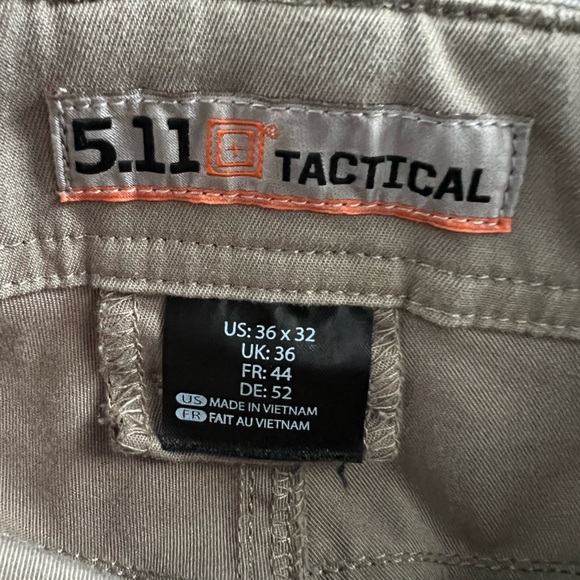 5.11 TACTICAL
US: 36 x 32
UK: 36
FR: 44
DE: 52
US MADE IN VIETNAM
FR FAIT AU VIETNAM